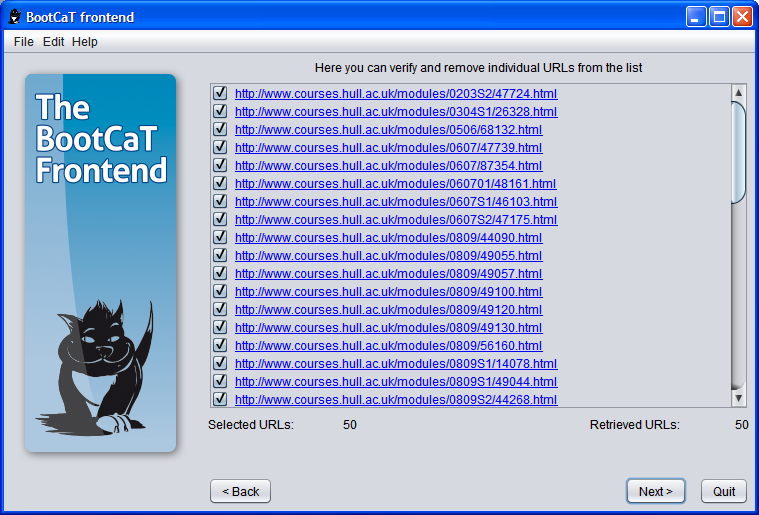 BootCaT frontend
File Edit Help
The
BootCaT
Frontend
Here you can verify and remove individual URLs from the list
http://www.courses.hull.ac.uk/modules/0203S2/47724.html
http://www.courses.hull.ac.uk/modules/0304S1/26328.html
http://www.courses.hull.ac.uk/modules/0506/68132.html
http://www.courses.hull.ac.uk/modules/0607/47739.html
http://www.courses.hull.ac.uk/modules/0607/87354.html
http://www.courses.hull.ac.uk/modules/060701/48161.html
http://www.courses.hull.ac.uk/modules/0607S1/46103.html
http://www.courses.hull.ac.uk/modules/0607S2/47175.html
http://www.courses.hull.ac.uk/modules/0809/44090.html
http://www.courses.hull.ac.uk/modules/0809/49055.html
http://www.courses.hull.ac.uk/modules/0809/49057.html
http://www.courses.hull.ac.uk/modules/0809/49100.html
http://www.courses.hull.ac.uk/modules/0809/49120.html
http://www.courses.hull.ac.uk/modules/0809/49130.html
http://www.courses.hull.ac.uk/modules/0809/56160.html
http://www.courses.hull.ac.uk/modules/0809S1/14078.html
http://www.courses.hull.ac.uk/modules/0809S1/49044.html
http://www.courses.hull.ac.uk/modules/0809S2/44268.html
Selected URLs: 50 Retrieved URLs: 50
< Back Next > Quit